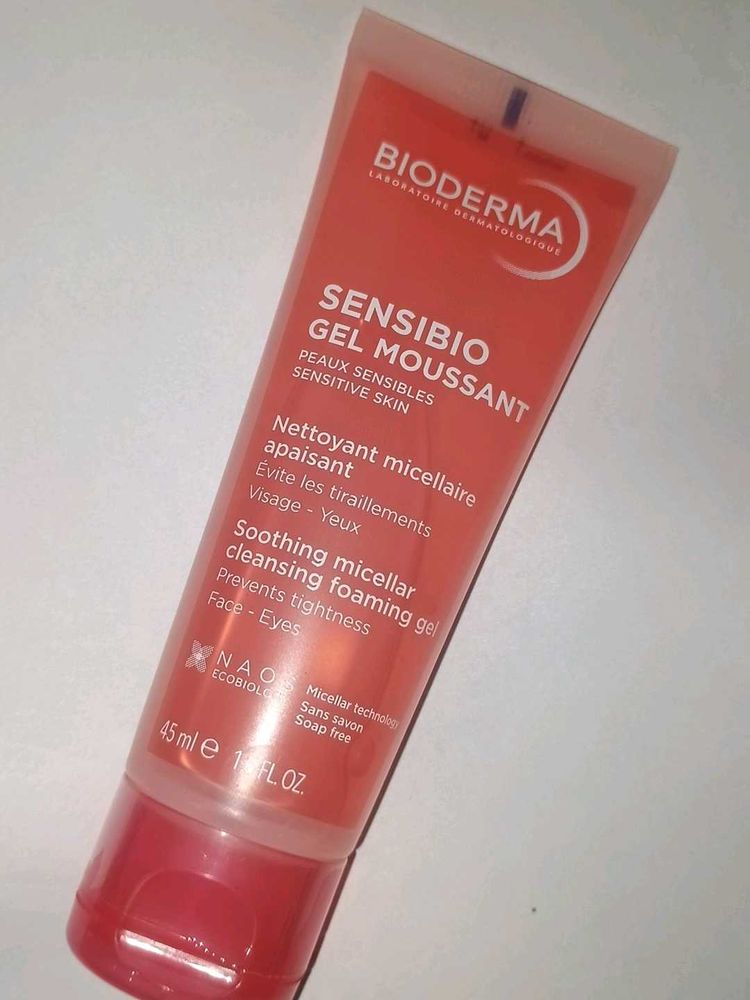 BIODERMA
LABORATOIRE DERMATOLOGIQUE
SENSIBIO
GEL MOUSSANT
PEAUX SENSIBLES
SENSITIVE SKIN
Nettoyant micellaire
apaisant
Évite les tiraillements
Visage - Yeux
Soothing micellar
cleansing foaming gel
Prevents tightness
Face - Eyes
Micellar technology
Sans savon
Soap free
45 ml e FL.OZ.